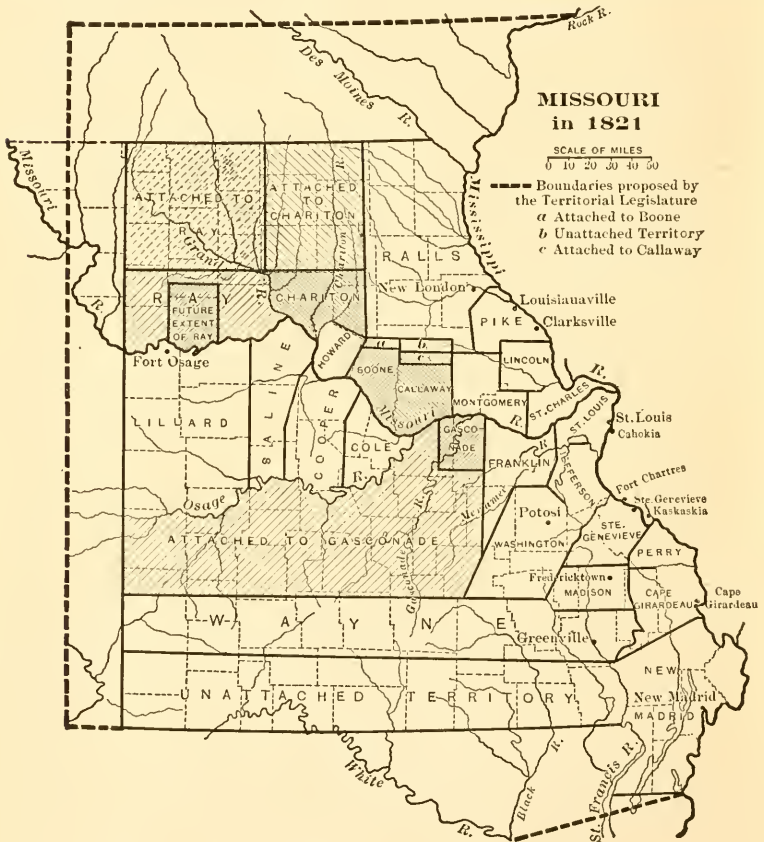 Rock R.
Des Moines R.
MISSOURI
in 1821
SCALE OF MILES
0 10 20 30 40 50
Boundaries proposed by
the Territorial Legislature
a Attached to Boone
b Unattached Territory
c Attached to Callaway
Missouri
R.
Mississippi
R.
ATTACHED TO
RAY
ATTACHED
TO
CHARITON
Grand
R.
Chariton
R.
RALLS
New London
Louisiauaville
PIKE
Clarksville
RAY
FUTURE
EXTENT
OF RAY
CHARITON
Fort Osage
HOWARD
a
b
c
BOONE
CALLAWAY
LINCOLN
MONTGOMERY
ST. CHARLES
ST. LOUIS
St. Louis
Cahokia
LILLARD
SALINE
COOPER
COLE
Missouri
R.
GASCO-
NADE
FRANKLIN
JEFFERSON
Fort Chartres
Ste. Gerevieve
Kaskaskia
Osage
R.
Meramec
R.
Gasconade
R.
ATTACHED TO GASCONADE
Potosi
WASHINGTON
STE.
GENEVIEVE
PERRY
Fredericktown
MADISON
CAPE
GIRARDEAU
Cape
Girardeau
WAYNE
Greenville
UNATTACHED TERRITORY
NEW
New Madrid
MADRID
White
R.
Black
R.
St. Francis R.